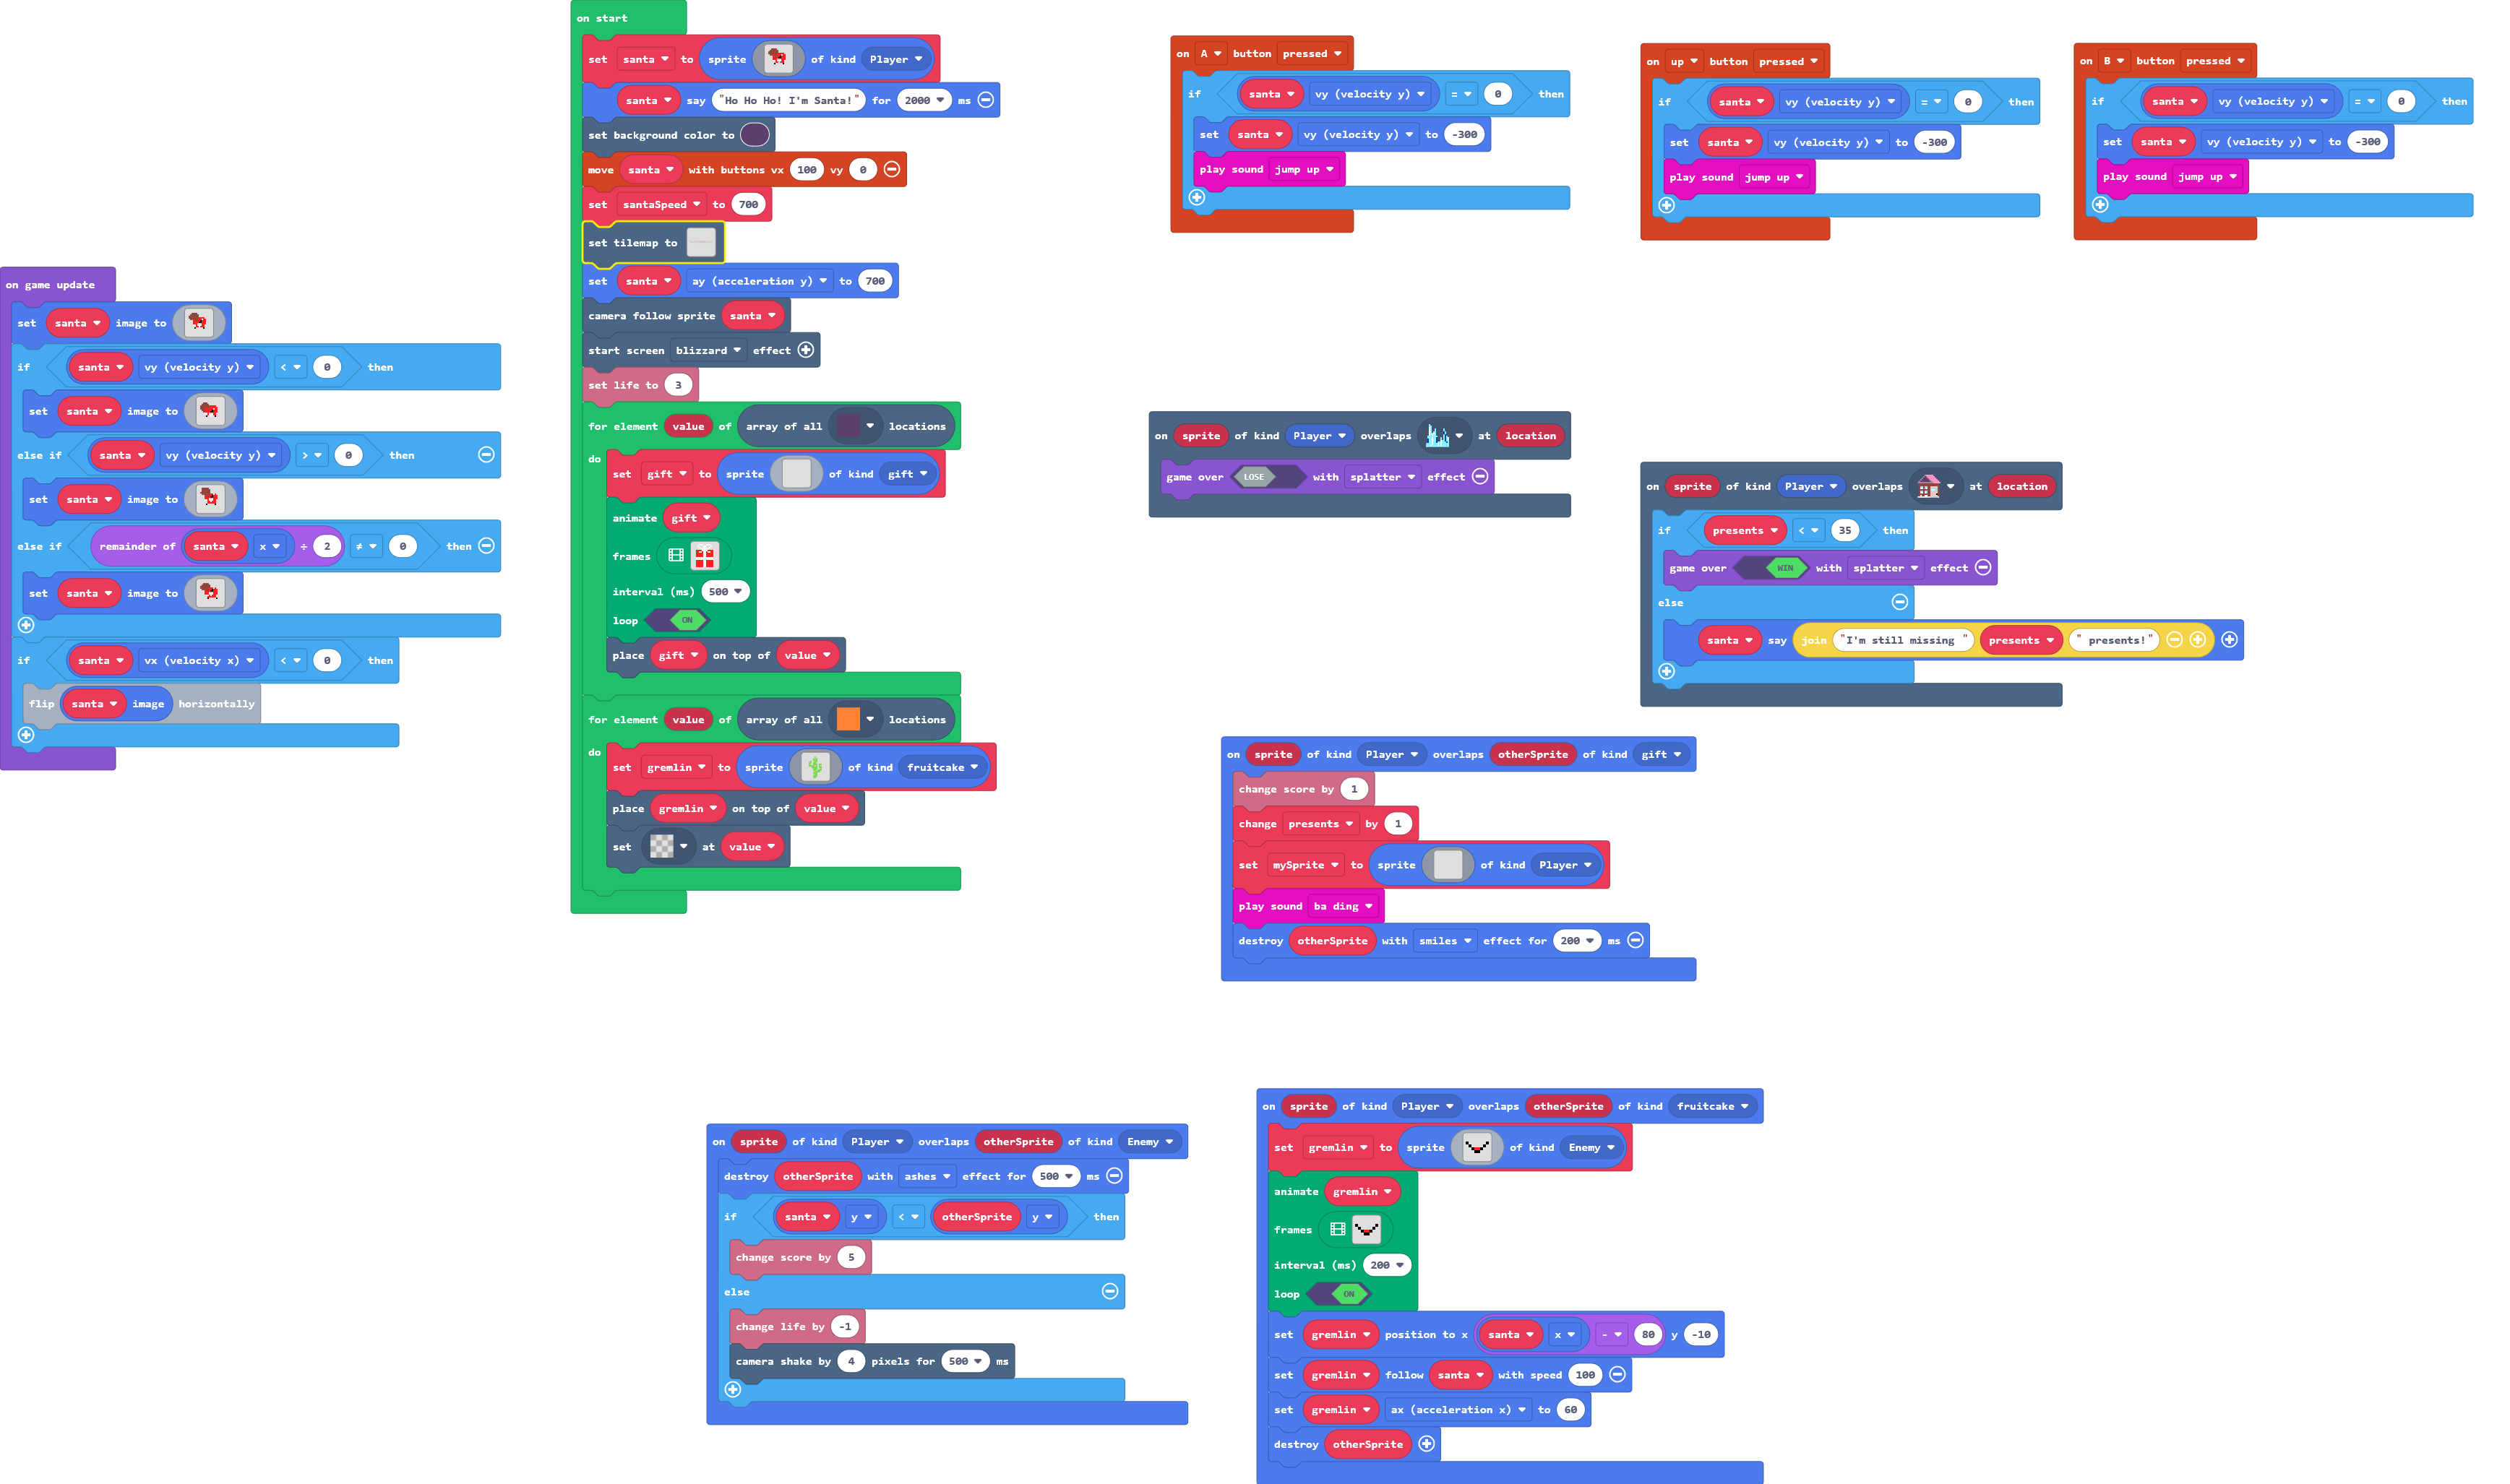 on start
set santa to sprite of kind Player
santa say "Ho Ho Ho! I'm Santa!" for 2000 ms
set background color to
move santa with buttons vx 100 vy 0
set santaSpeed to 700
set tilemap to
set santa ay (acceleration y) to 700
camera follow sprite santa
start screen blizzard effect
set life to 3
for element value of array of all locations
do
set gift to sprite of kind gift
animate gift
frames
interval (ms) 500
loop ON
place gift on top of value
for element value of array of all locations
do
set gremlin to sprite of kind fruitcake
place gremlin on top of value
set at value
on game update
set santa image to
if santa vy (velocity y) < 0 then
set santa image to
else if santa vy (velocity y) > 0 then
set santa image to
else if remainder of santa x ÷ 2 ≠ 0 then
set santa image to
if santa vx (velocity x) < 0 then
flip santa image horizontally
on A button pressed
if santa vy (velocity y) = 0 then
set santa vy (velocity y) to -300
play sound jump up
on up button pressed
if santa vy (velocity y) = 0 then
set santa vy (velocity y) to -300
play sound jump up
on B button pressed
if santa vy (velocity y) = 0 then
set santa vy (velocity y) to -300
play sound jump up
on sprite of kind Player overlaps at location
game over LOSE with splatter effect
on sprite of kind Player overlaps at location
if presents < 35 then
game over WIN with splatter effect
else
santa say join "I'm still missing " presents " presents!"
on sprite of kind Player overlaps otherSprite of kind gift
change score by 1
change presents by 1
set mySprite to sprite of kind Player
play sound ba ding
destroy otherSprite with smiles effect for 200 ms
on sprite of kind Player overlaps otherSprite of kind Enemy
destroy otherSprite with ashes effect for 500 ms
if santa y < otherSprite y then
change score by 5
else
change life by -1
camera shake by 4 pixels for 500 ms
on sprite of kind Player overlaps otherSprite of kind fruitcake
set gremlin to sprite of kind Enemy
animate gremlin
frames
interval (ms) 200
loop ON
set gremlin position to x santa x - 80 y -10
set gremlin follow santa with speed 100
set gremlin ax (acceleration x) to 60
destroy otherSprite